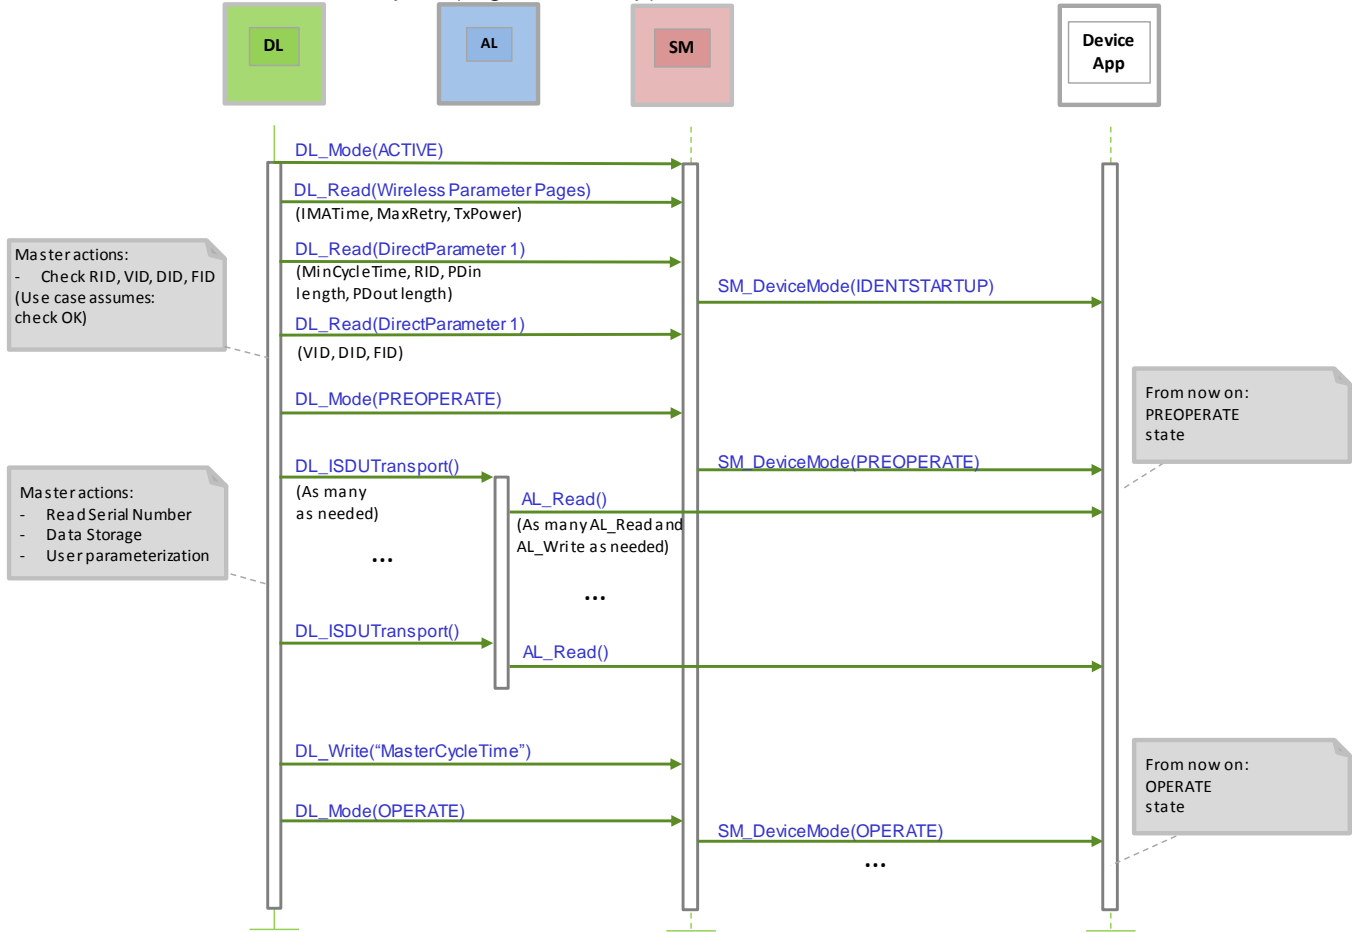 DL
AL
SM
Device
App
DL_Mode(ACTIVE)
DL_Read(Wireless Parameter Pages)
(IMATime, MaxRetry, TxPower)
Master actions:
- Check RID, VID, DID, FID
(Use case assumes:
check OK)
DL_Read(DirectParameter 1)
(MinCycleTime, RID, PDin
length, PDout length)
SM_DeviceMode(IDENTSTARTUP)
DL_Read(DirectParameter 1)
(VID, DID, FID)
DL_Mode(PREOPERATE)
From now on:
PREOPERATE
state
SM_DeviceMode(PREOPERATE)
DL_ISDUTransport()
(As many
as needed)
Master actions:
- Read Serial Number
- Data Storage
- User parameterization
AL_Read()
(As many AL_Read and
AL_Write as needed)
...
...
DL_ISDUTransport()
AL_Read()
DL_Write(“MasterCycleTime”)
From now on:
OPERATE
state
DL_Mode(OPERATE)
SM_DeviceMode(OPERATE)
...